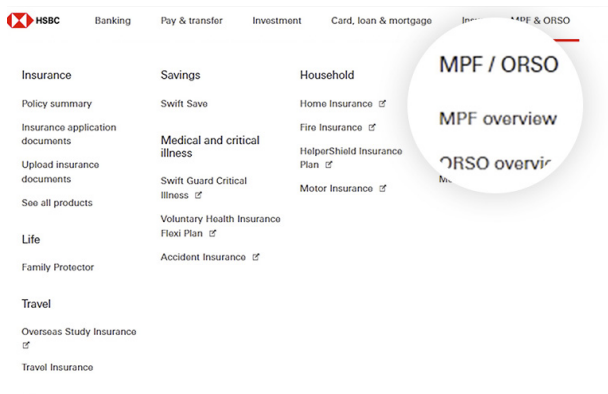 HSBC
Banking
Pay & transfer
Investment
Card, loan & mortgage
MPF & ORSO
Insurance
Policy summary
Insurance application
documents
Upload insurance
documents
See all products
Life
Family Protector
Travel
Overseas Study Insurance
Travel Insurance
Savings
Swift Save
Medical and critical
illness
Swift Guard Critical
Illness
Voluntary Health Insurance
Flexi Plan
Accident Insurance
Household
Home Insurance
Fire Insurance
HelperShield Insurance
Plan
Motor Insurance
MPF / ORSO
MPF overview
ORSO